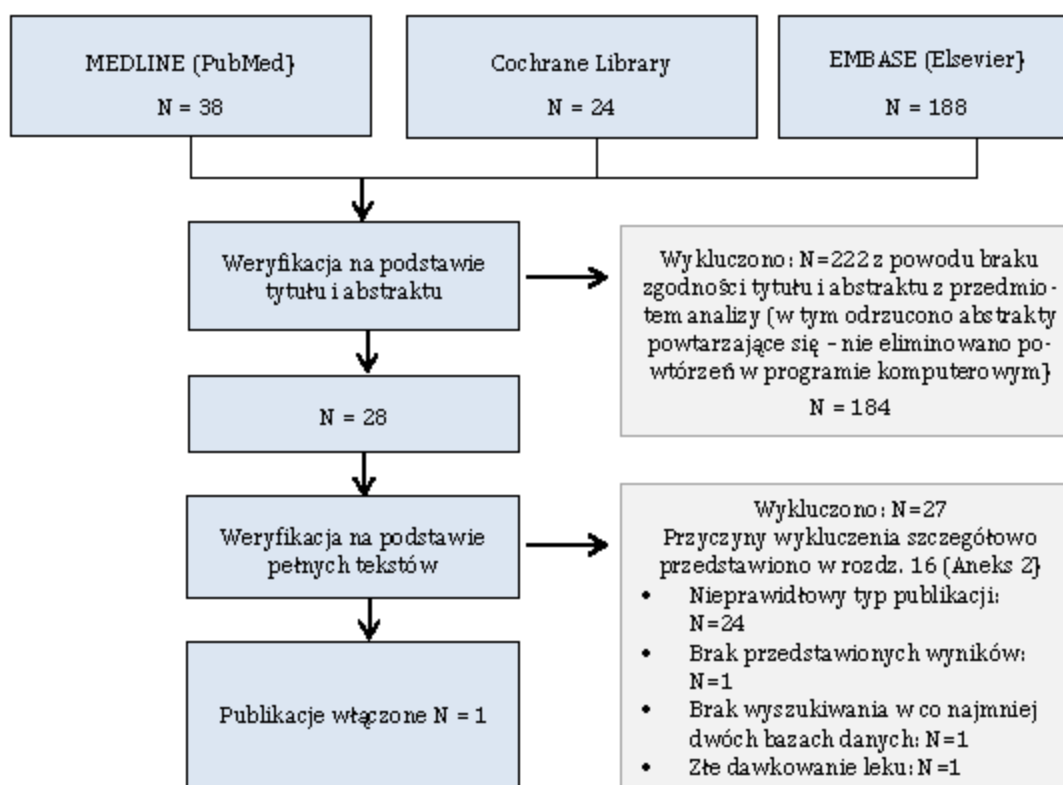 MEDLINE (PubMed}
N = 38
Cochrane Library
N = 24
EMBASE (Elsevier}
N = 188
Weryfikacja na podstawie
tytułu i abstraktu
Wykluczono: N=222 z powodu braku
zgodności tytułu i abstraktu z przedmio-
tem analizy (w tym odrzucono abstrakty
powtarzające się – nie eliminowano po-
wtórzeń w programie komputerowym}
N = 184
N = 28
Weryfikacja na podstawie
pełnych tekstów
Wykluczono: N=27
Przyczyny wykluczenia szczegółowo
przedstawiono w rozdz. 16 (Aneks 2}
• Nieprawidłowy typ publikacji:
N=24
• Brak przedstawionych wyników:
N=1
• Brak wyszukiwania w co najmniej
dwóch bazach danych: N=1
• Złe dawkowanie leku: N=1
Publikacje włączone N = 1